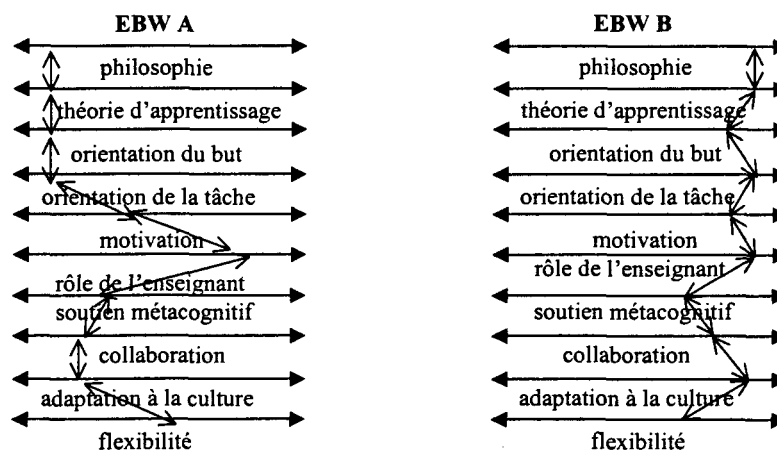 EBW A
philosophie
théorie d'apprentissage
orientation du but
orientation de la tâche
motivation
rôle de l'enseignant
soutien métacognitif
collaboration
adaptation à la culture
flexibilité
EBW B
philosophie
théorie d'apprentissage
orientation du but
orientation de la tâche
motivation
rôle de l'enseignant
soutien métacognitif
collaboration
adaptation à la culture
flexibilité